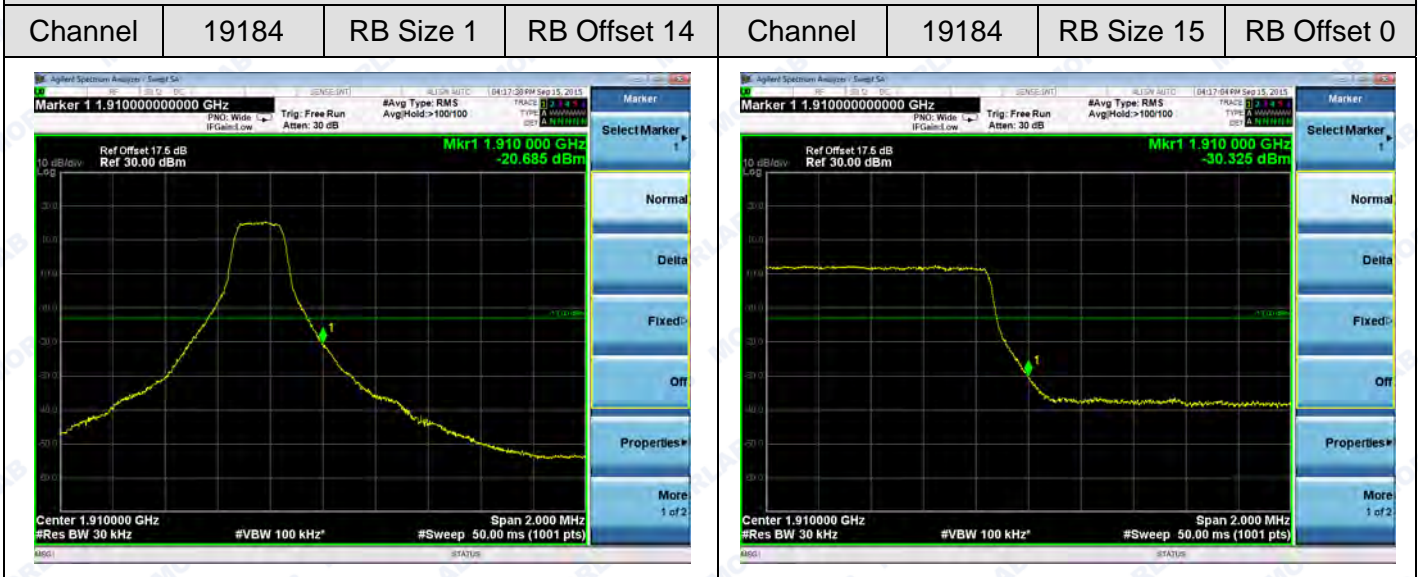 Channel 19184 RB Size 1 RB Offset 14 Channel 19184 RB Size 15 RB Offset 0
Agilent Spectrum Analyzer - Swept SA
04:17:30 PM Sep 15, 2015
Marker 1 1.910000000000 GHz
PNO: Wide
IFGain:Low
Trig: Free Run
Atten: 30 dB
#Avg Type: RMS
Avg|Hold:>100/100
Marker
Select Marker
1
Ref Offset 17.5 dB
10 dB/div Ref 30.00 dBm
Log
Mkr1 1.910 000 GHz
-20.685 dBm
1
Normal
Delta
Fixed
Off
Properties
More
1 of 2
Center 1.910000 GHz
Span 2.000 MHz
#Res BW 30 kHz
#VBW 100 kHz*
#Sweep 50.00 ms (1001 pts)
MSG
STATUS
Agilent Spectrum Analyzer - Swept SA
04:17:04 PM Sep 15, 2015
Marker 1 1.910000000000 GHz
PNO: Wide
IFGain:Low
Trig: Free Run
Atten: 30 dB
#Avg Type: RMS
Avg|Hold:>100/100
Marker
Select Marker
1
Ref Offset 17.5 dB
10 dB/div Ref 30.00 dBm
Log
Mkr1 1.910 000 GHz
-30.325 dBm
1
Normal
Delta
Fixed
Off
Properties
More
1 of 2
Center 1.910000 GHz
Span 2.000 MHz
#Res BW 30 kHz
#VBW 100 kHz*
#Sweep 50.00 ms (1001 pts)
MSG
STATUS